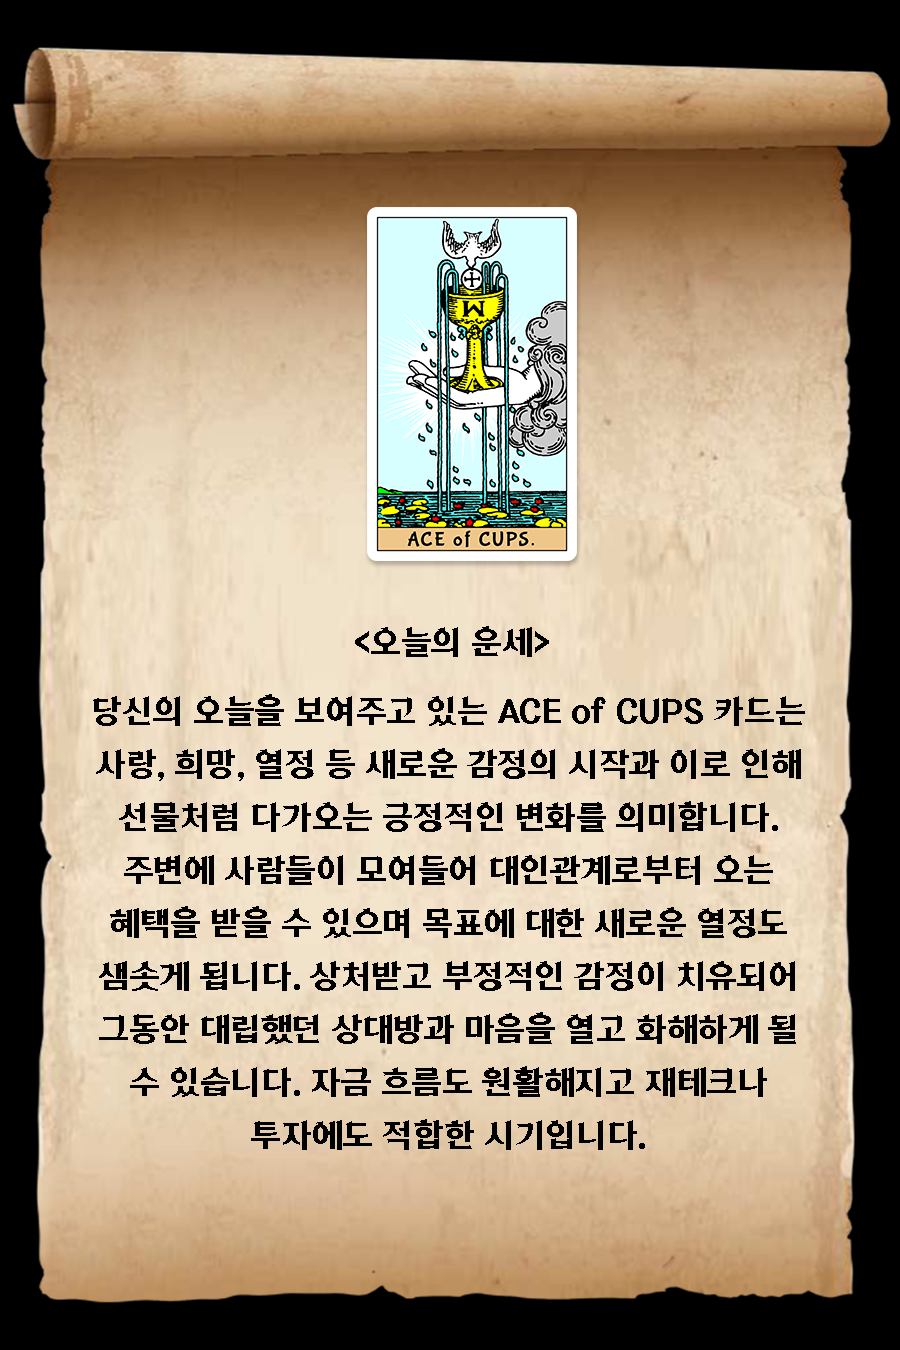 ACE of CUPS.
<오늘의 운세>
당신의 오늘을 보여주고 있는 ACE of CUPS 카드는
사랑, 희망, 열정 등 새로운 감정의 시작과 이로 인해
선물처럼 다가오는 긍정적인 변화를 의미합니다.
주변에 사람들이 모여들어 대인관계로부터 오는
혜택을 받을 수 있으며 목표에 대한 새로운 열정도
샘솟게 됩니다. 상처받고 부정적인 감정이 치유되어
그동안 대립했던 상대방과 마음을 열고 화해하게 될
수 있습니다. 자금 흐름도 원활해지고 재테크나
투자에도 적합한 시기입니다.